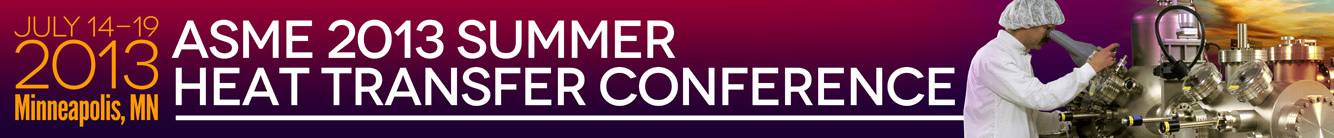 JULY 14–19
2013
Minneapolis, MN
ASME 2013 SUMMER
HEAT TRANSFER CONFERENCE